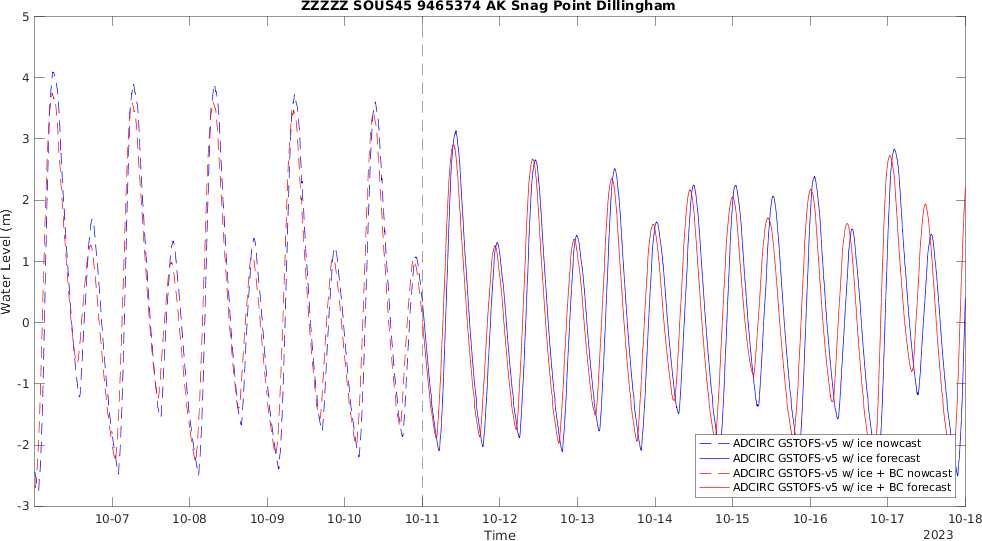 ZZZZZ SOUS45 9465374 AK Snag Point Dillingham
5
4
3
2
1
0
-1
-2
-3
Water Level (m)
10-07 10-08 10-09 10-10 10-11 10-12 10-13 10-14 10-15 10-16 10-17 10-18
Time
2023
ADCIRC GSTOFS-v5 w/ ice nowcast
ADCIRC GSTOFS-v5 w/ ice forecast
ADCIRC GSTOFS-v5 w/ ice + BC nowcast
ADCIRC GSTOFS-v5 w/ ice + BC forecast